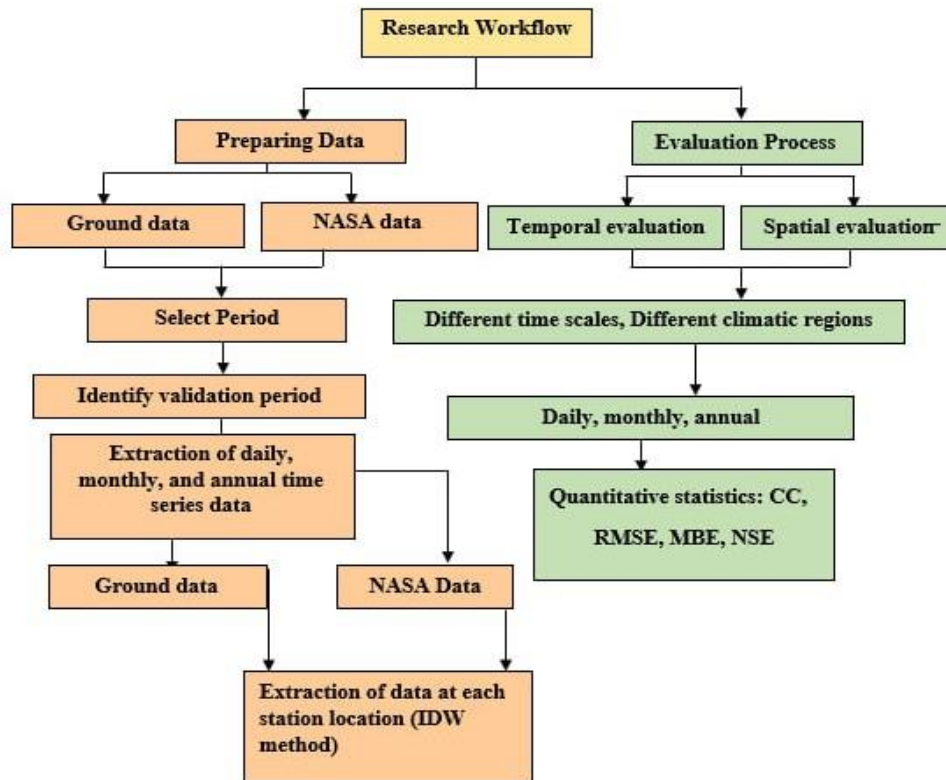 Research Workflow
Preparing Data
Evaluation Process
Ground data
NASA data
Temporal evaluation
Spatial evaluation
Select Period
Different time scales, Different climatic regions
Identify validation period
Daily, monthly, annual
Extraction of daily,
monthly, and annual time
series data
Quantitative statistics: CC,
RMSE, MBE, NSE
Ground data
NASA Data
Extraction of data at each
station location (IDW
method)